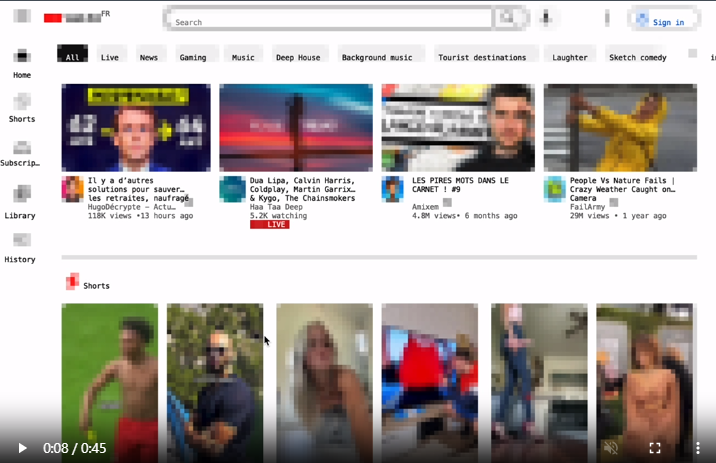 FR
Search
Sign in
All
Live
News
Gaming
Music
Deep House
Background music
Tourist destinations
Laughter
Sketch comedy
Home
Shorts
Subscrip…
Library
History
Il y a d’autres
solutions pour sauver…
les retraites, naufragé
HugoDécrypte – Actu…
118K views •13 hours ago
Dua Lipa, Calvin Harris,
Coldplay, Martin Garrix…
& Kygo, The Chainsmokers
Haa Taa Deep
5.2K watching
LIVE
LES PIRES MOTS DANS LE
CARNET ! #9
Amixem
4.8M views• 6 months ago
People Vs Nature Fails |
Crazy Weather Caught on…
Camera
FailArmy
29M views • 1 year ago
Shorts
0:08 / 0:45